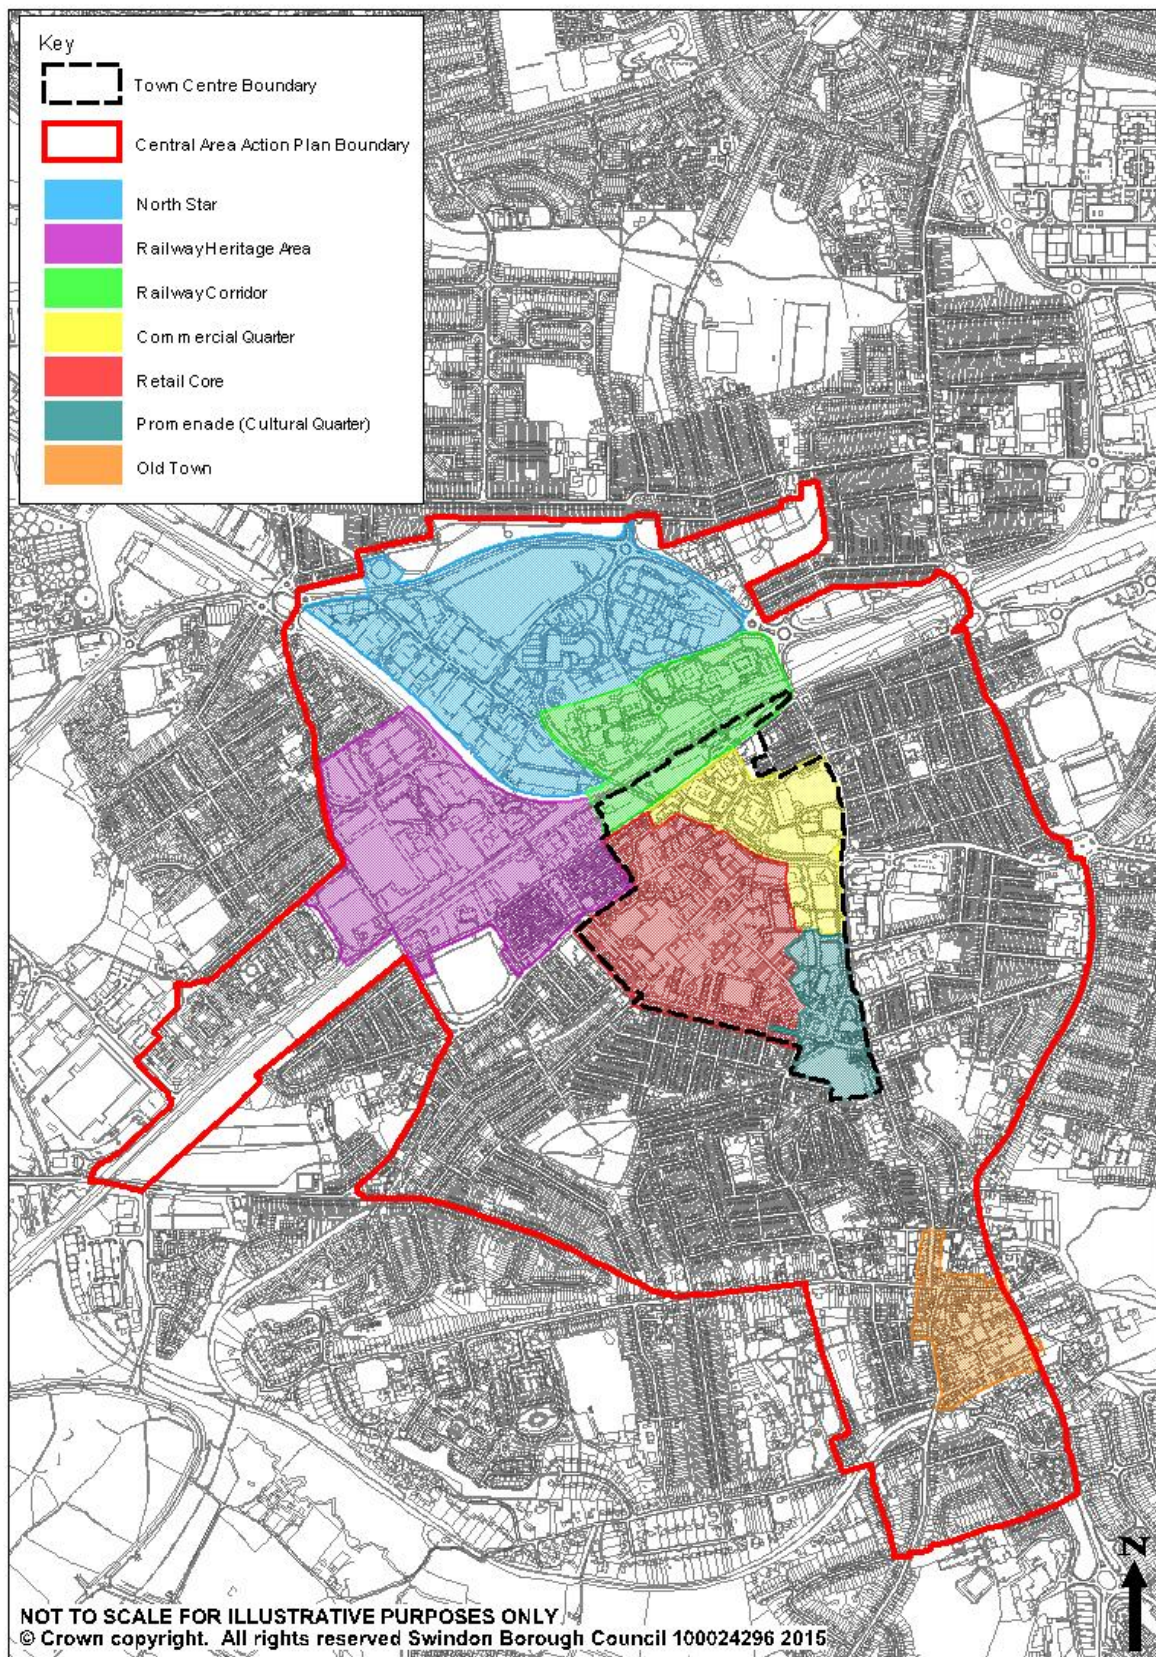 Key
Town Centre Boundary
Central Area Action Plan Boundary
North Star
Railway Heritage Area
Railway Corridor
Commercial Quarter
Retail Core
Promenade (Cultural Quarter)
Old Town
N
NOT TO SCALE FOR ILLUSTRATIVE PURPOSES ONLY
© Crown copyright. All rights reserved Swindon Borough Council 100024296 2015